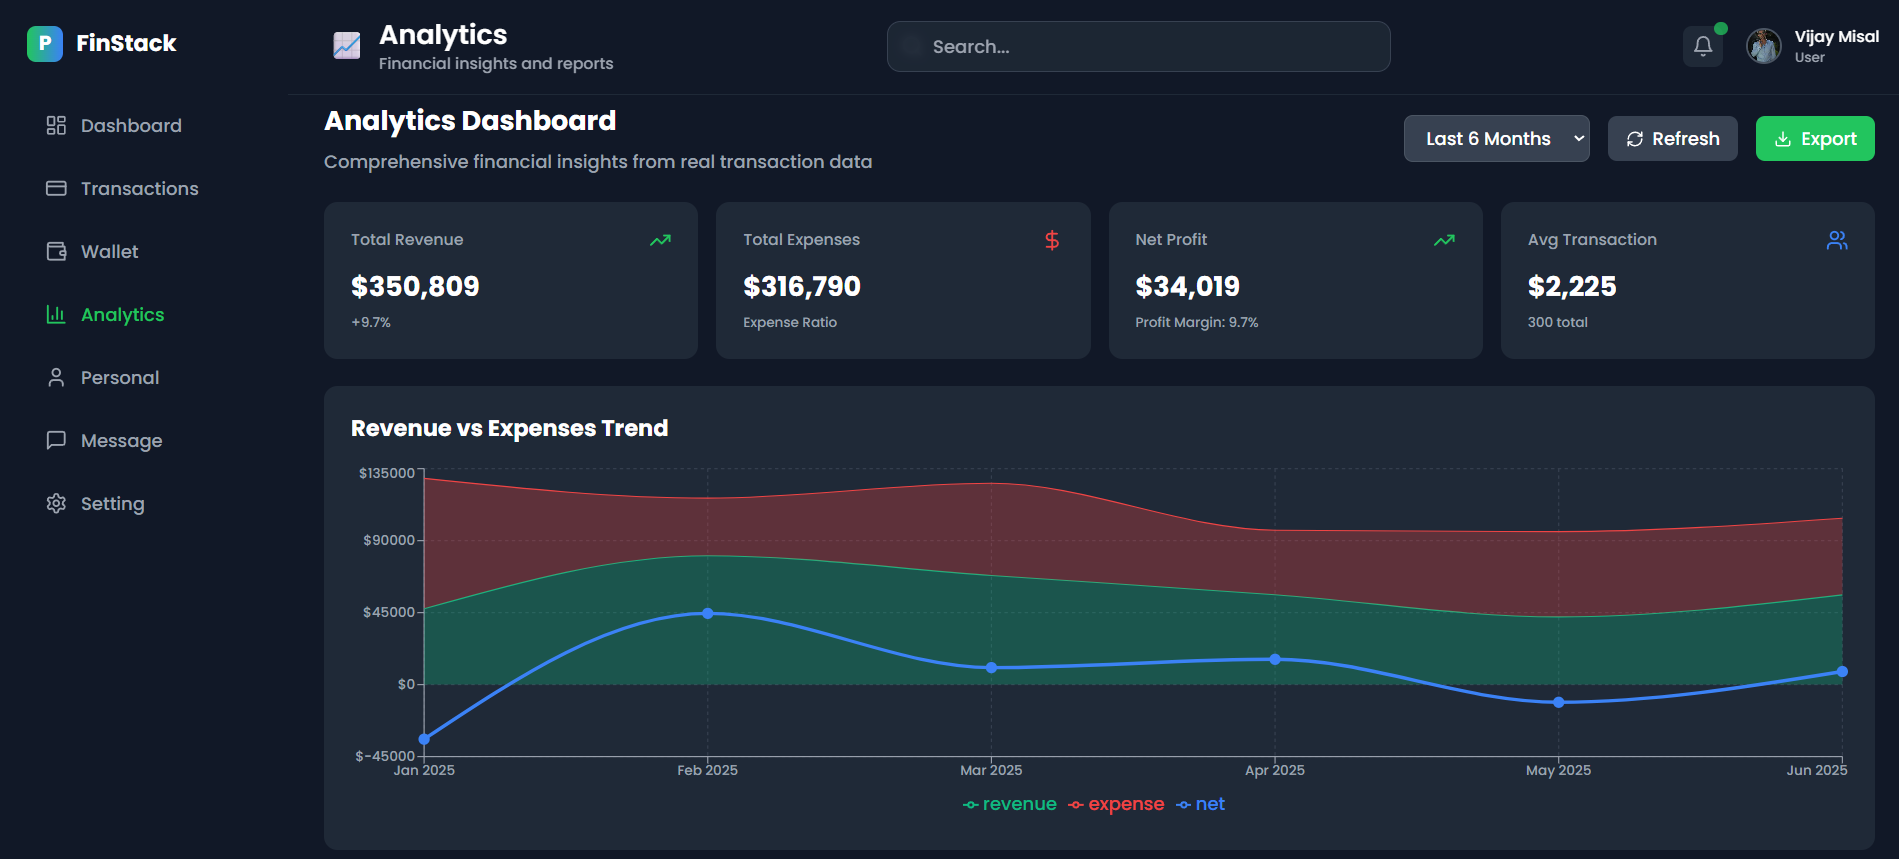 P FinStack
Dashboard
Transactions
Wallet
Analytics
Personal
Message
Setting
Analytics
Financial insights and reports
Search...
Vijay Misal
User
Analytics Dashboard
Comprehensive financial insights from real transaction data
Last 6 Months
Refresh
Export
Total Revenue
$350,809
+9.7%
Total Expenses
$316,790
Expense Ratio
Net Profit
$34,019
Profit Margin: 9.7%
Avg Transaction
$2,225
300 total
Revenue vs Expenses Trend
$135000
$90000
$45000
$0
$-45000
Jan 2025 Feb 2025 Mar 2025 Apr 2025 May 2025 Jun 2025
revenue expense net